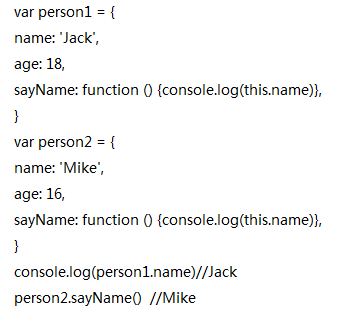 var person1 = {
name: 'Jack',
age: 18,
sayName: function () {console.log(this.name)},
}
var person2 = {
name: 'Mike',
age: 16,
sayName: function () {console.log(this.name)},
}
console.log(person1.name)//Jack
person2.sayName()  //Mike